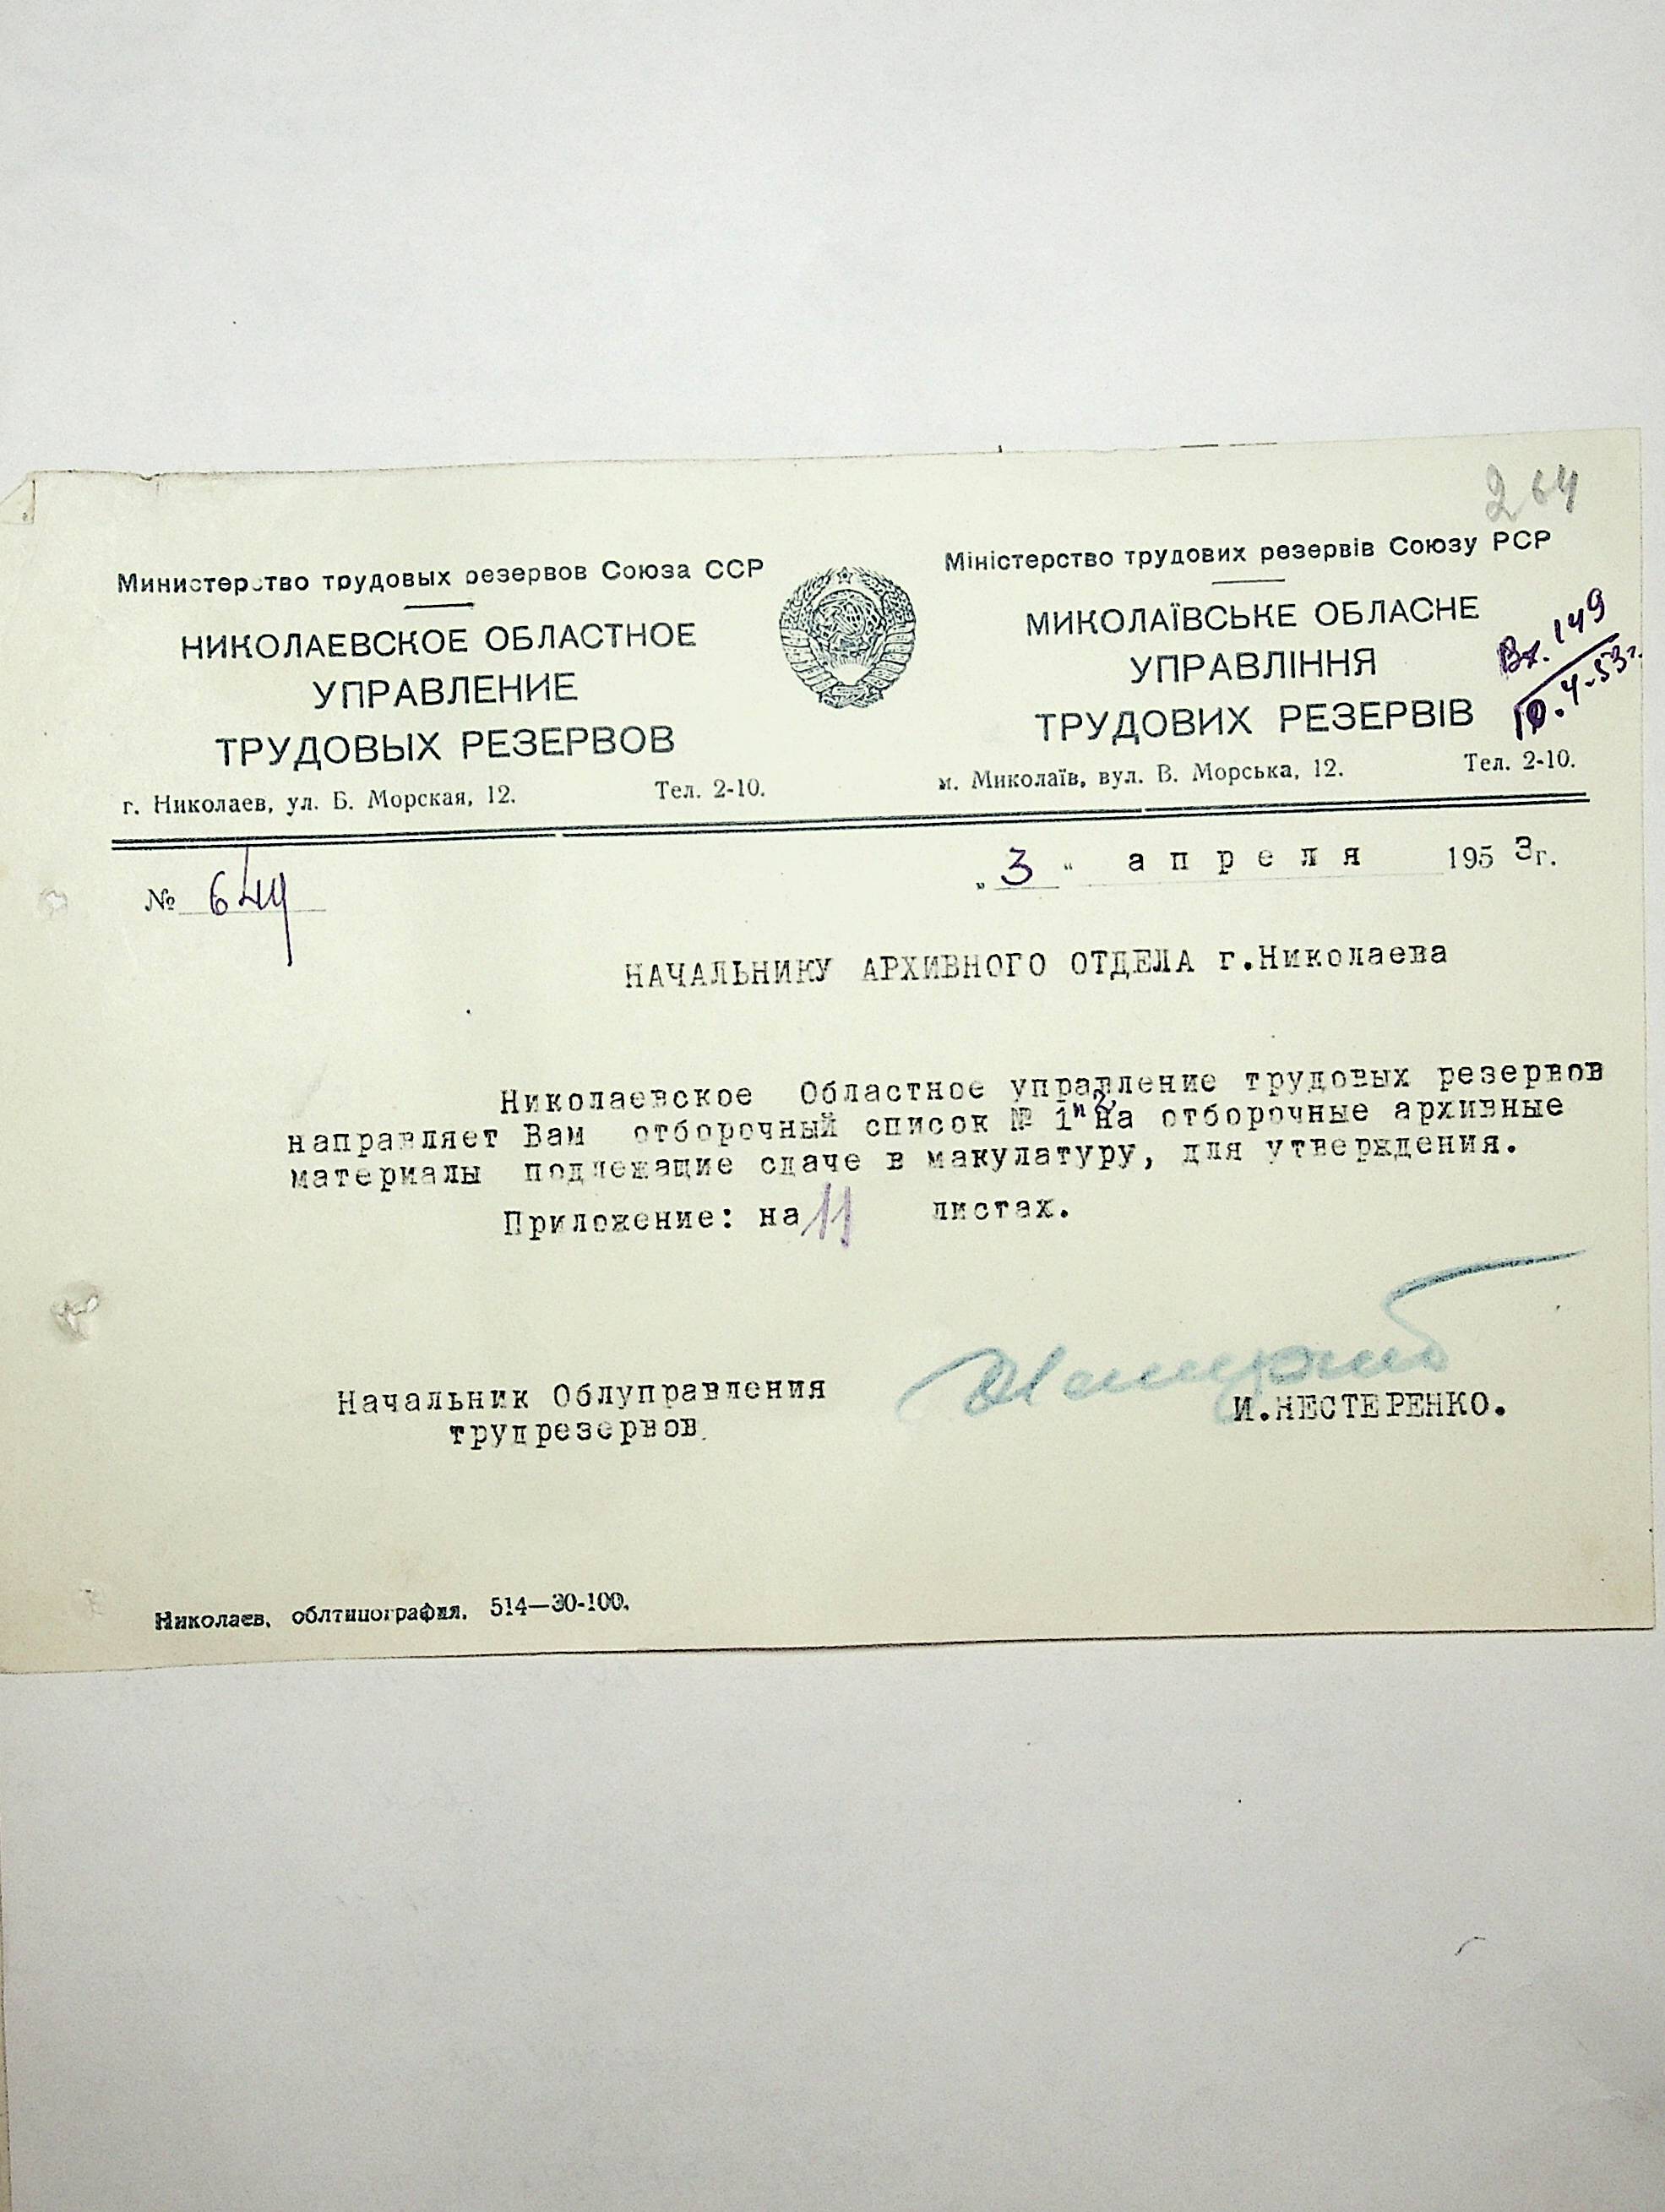 264
Министерство трудовых резервов Союза ССР
НИКОЛАЕВСКОЕ ОБЛАСТНОЕ
УПРАВЛЕНИЕ
ТРУДОВЫХ РЕЗЕРВОВ
г. Николаев, ул. Б. Морская, 12. Тел. 2-10.
Міністерство трудових резервів Союзу РСР
МИКОЛАЇВСЬКЕ ОБЛАСНЕ
УПРАВЛІННЯ
ТРУДОВИХ РЕЗЕРВІВ
м. Миколаїв, вул. В. Морська, 12. Тел. 2-10.
Вх. 149
10.4-53г.
№ 644
„3" апреля 1953г.
НАЧАЛЬНИКУ АРХИВНОГО ОТДЕЛА г.Николаева
Николаевское Областное управление трудовых резервов
направляет Вам отборочный список № 1 и 2, на отборочные архивные
материалы подлежащие сдаче в макулатуру, для утверждения.
Приложение: на 11 листах.
Начальник Облуправления
трудрезервов
И.НЕСТЕРЕНКО.
Николаев, облтипография. 514—30-100.